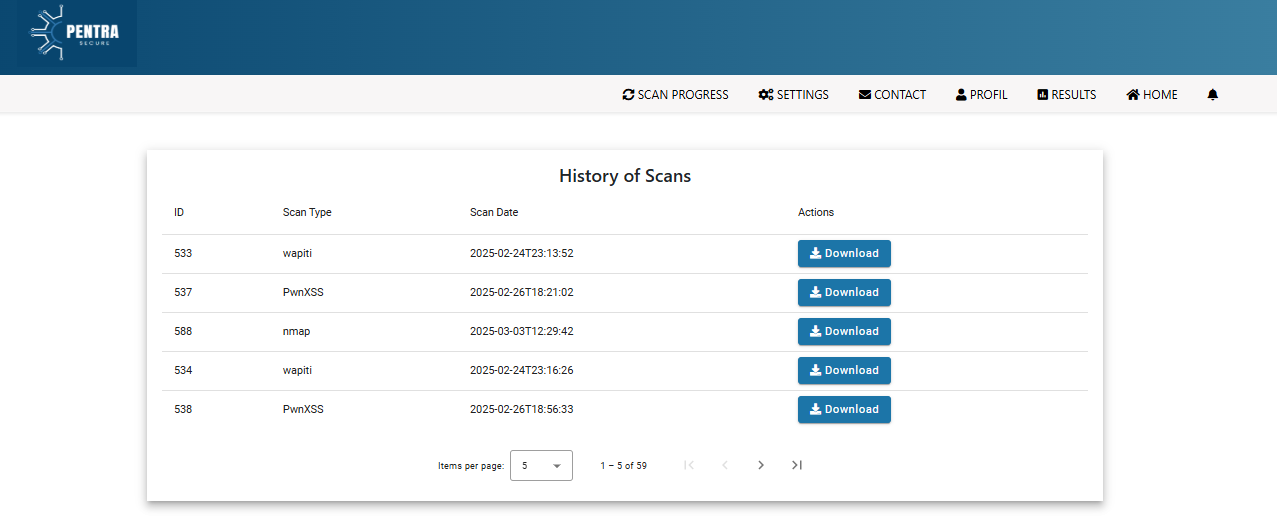 PENTRA
SECURE
SCAN PROGRESS SETTINGS CONTACT PROFIL RESULTS HOME
History of Scans
ID Scan Type Scan Date Actions
533 wapiti 2025-02-24T23:13:52 Download
537 PwnXSS 2025-02-26T18:21:02 Download
588 nmap 2025-03-03T12:29:42 Download
534 wapiti 2025-02-24T23:16:26 Download
538 PwnXSS 2025-02-26T18:56:33 Download
Items per page: 5 1 – 5 of 59